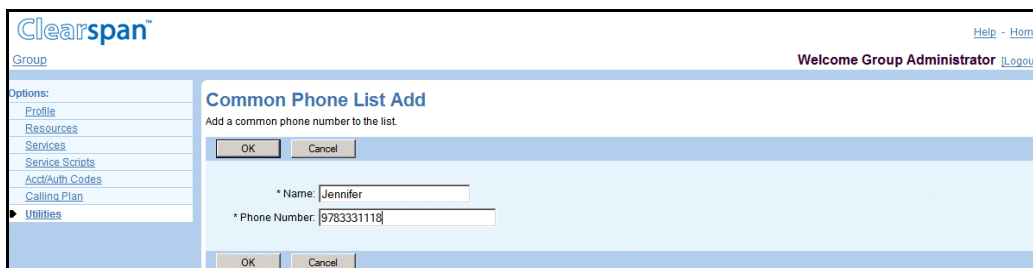 Clearspan™
Help - Hom
Group
Welcome Group Administrator [Logou
Options:
Profile
Resources
Services
Service Scripts
Acct/Auth Codes
Calling Plan
Utilities
Common Phone List Add
Add a common phone number to the list.
OK Cancel
* Name: Jennifer
* Phone Number: 9783331118
OK Cancel